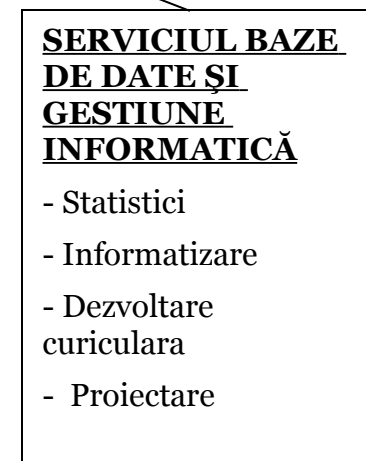 SERVICIUL BAZE
DE DATE ŞI
GESTIUNE
INFORMATICĂ
- Statistici
- Informatizare
- Dezvoltare
curiculara
- Proiectare